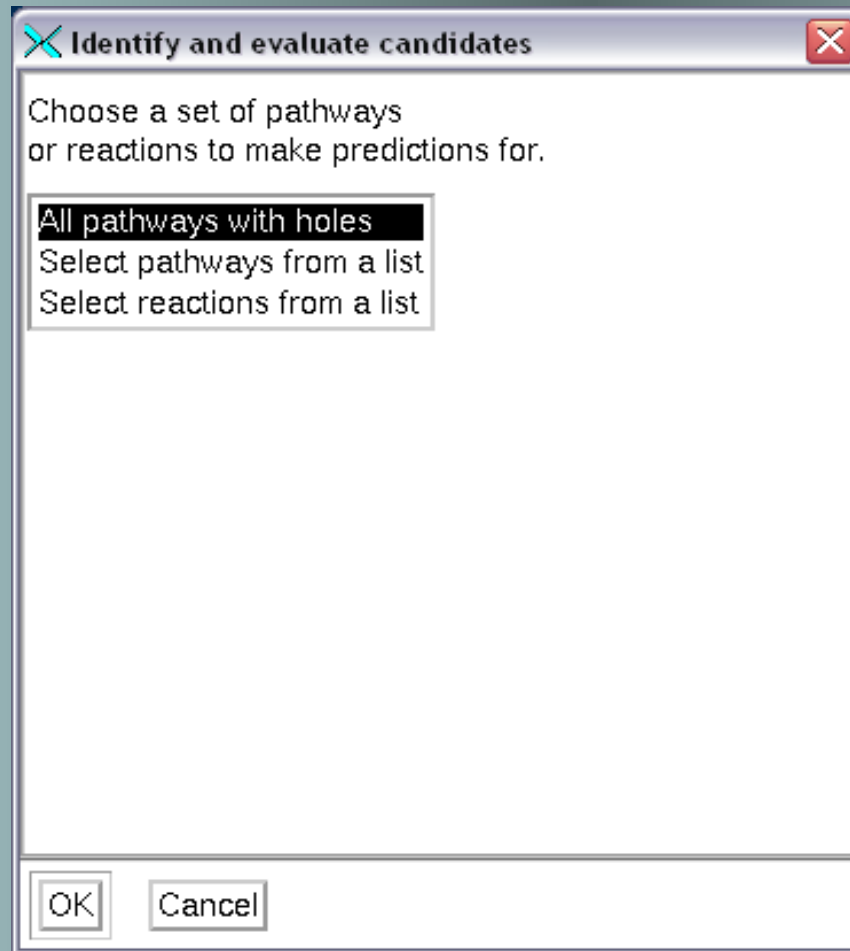 Identify and evaluate candidates
Choose a set of pathways
or reactions to make predictions for.
All pathways with holes
Select pathways from a list
Select reactions from a list
OK Cancel